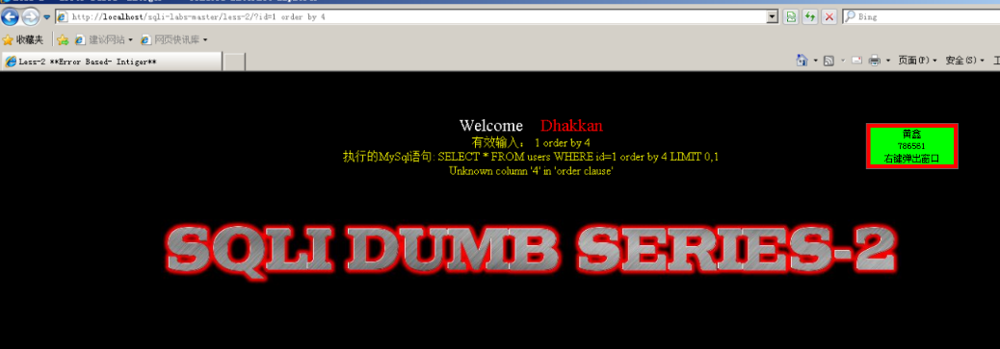 http://localhost/sqli-labs-master/less-2/?id=1 order by 4
Bing
收藏夹 建议网站 网页快讯库
Less-2 **Error Based- Intiger**
页面(P) 安全(S)
Welcome Dhakkan
有效输入: 1 order by 4
执行的MySql语句: SELECT * FROM users WHERE id=1 order by 4 LIMIT 0,1
Unknown column '4' in 'order clause'
黄鑫
736561
右键弹出窗口
SQLI DUMB SERIES-2